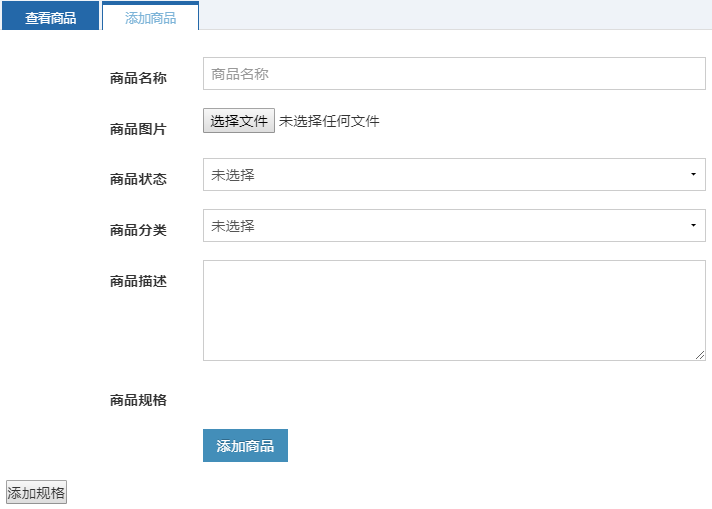 查看商品
添加商品
商品名称
商品名称
商品图片
选择文件 未选择任何文件
商品状态
未选择
商品分类
未选择
商品描述
商品规格
添加商品
添加规格